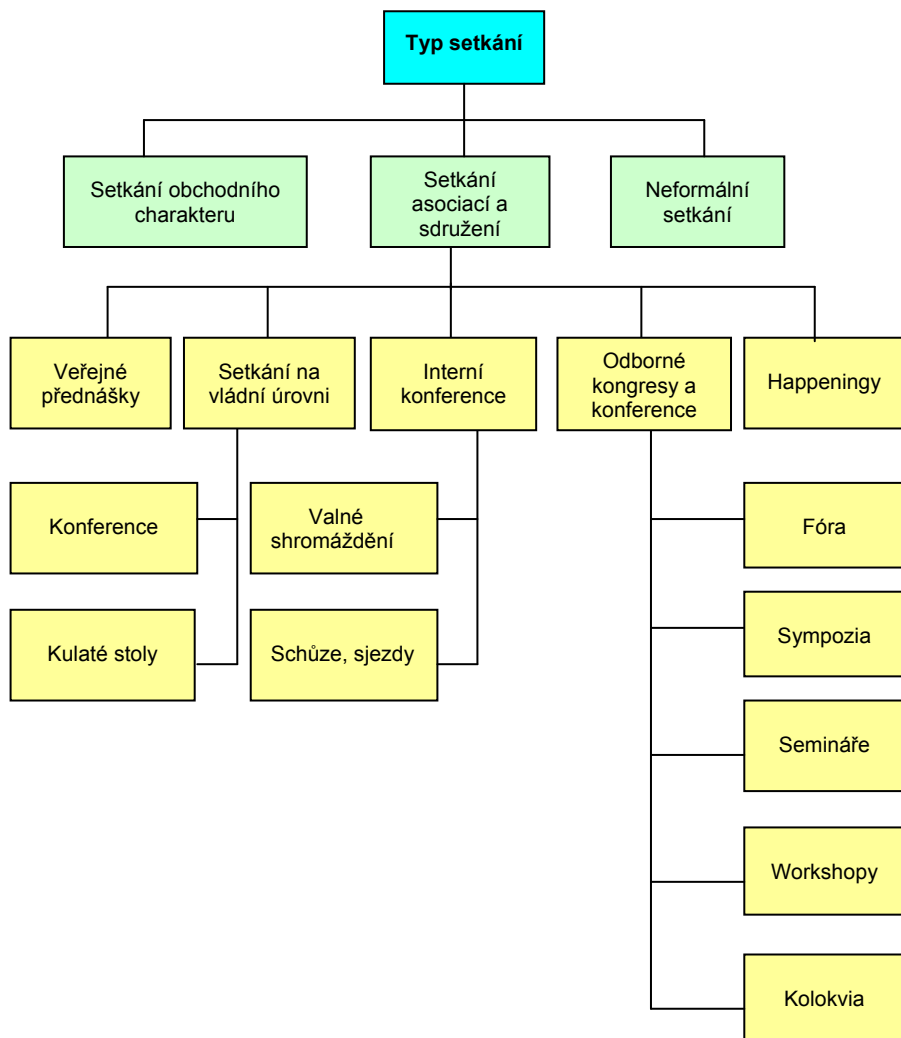 Typ setkání
Setkání obchodního
charakteru
Setkání
asociací a
sdružení
Neformální
setkání
Veřejné
přednášky
Setkání na
vládní úrovni
Interní
konference
Odborné
kongresy a
konference
Happeningy
Konference
Valné
shromáždění
Fóra
Kulaté stoly
Schůze, sjezdy
Sympozia
Semináře
Workshopy
Kolokvia